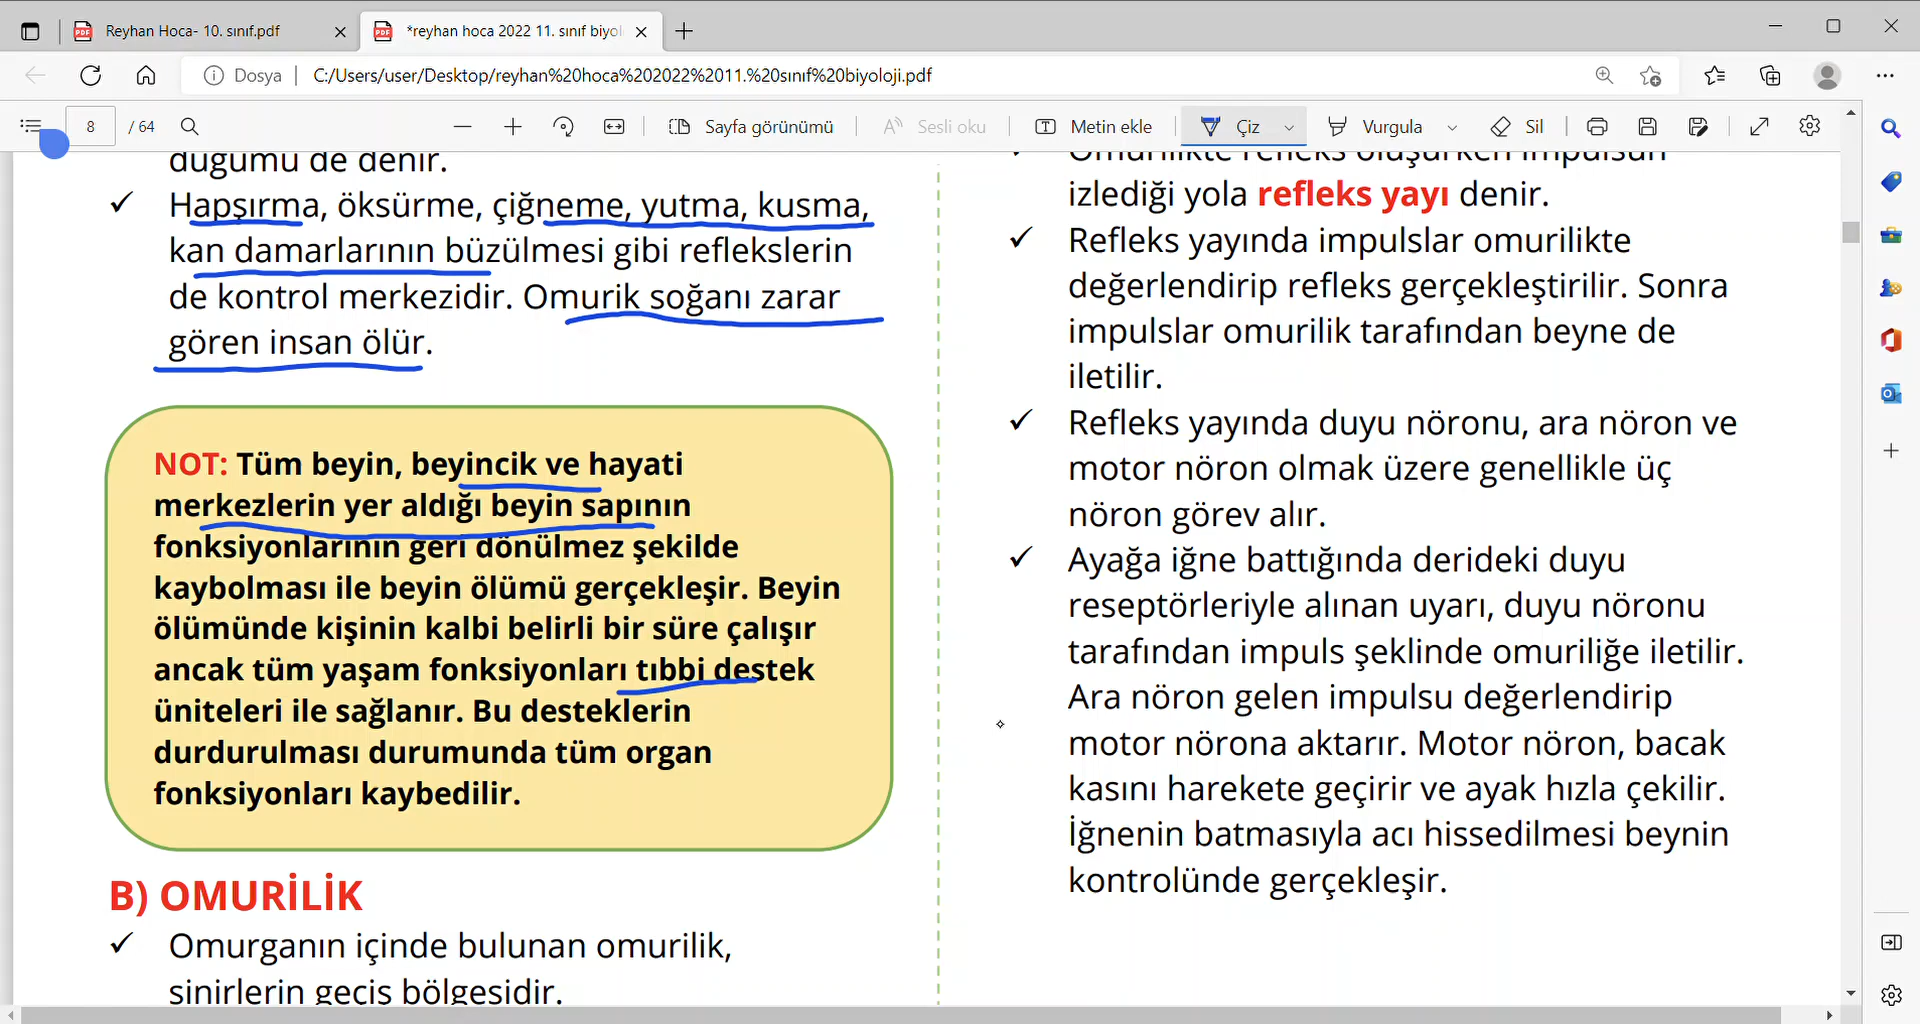 Reyhan Hoca- 10. sınıf.pdf
*reyhan hoca 2022 11. sınıf biyol
Dosya
C:/Users/user/Desktop/reyhan%20hoca%202022%2011.%20sınıf%20biyoloji.pdf
8 / 64
Sayfa görünümü
Sesli oku
Metin ekle
Çiz
Vurgula
Sil
düğümü de denir.
✓ Hapşırma, öksürme, çiğneme, yutma, kusma,
kan damarlarının büzülmesi gibi reflekslerin
de kontrol merkezidir. Omurik soğanı zarar
gören insan ölür.
NOT: Tüm beyin, beyincik ve hayati
merkezlerin yer aldığı beyin sapının
fonksiyonlarının geri dönülmez şekilde
kaybolması ile beyin ölümü gerçekleşir. Beyin
ölümünde kişinin kalbi belirli bir süre çalışır
ancak tüm yaşam fonksiyonları tıbbi destek
üniteleri ile sağlanır. Bu desteklerin
durdurulması durumunda tüm organ
fonksiyonları kaybedilir.
B) OMURİLİK
✓ Omurganın içinde bulunan omurilik,
sinirlerin geçiş bölgesidir.
✓ Omurilikte refleks oluşurken impulsun
izlediği yola refleks yayı denir.
✓ Refleks yayında impulslar omurilikte
değerlendirip refleks gerçekleştirilir. Sonra
impulslar omurilik tarafından beyne de
iletilir.
✓ Refleks yayında duyu nöronu, ara nöron ve
motor nöron olmak üzere genellikle üç
nöron görev alır.
✓ Ayağa iğne battığında derideki duyu
reseptörleriyle alınan uyarı, duyu nöronu
tarafından impuls şeklinde omuriliğe iletilir.
Ara nöron gelen impulsu değerlendirip
motor nörona aktarır. Motor nöron, bacak
kasını harekete geçirir ve ayak hızla çekilir.
İğnenin batmasıyla acı hissedilmesi beynin
kontrolünde gerçekleşir.